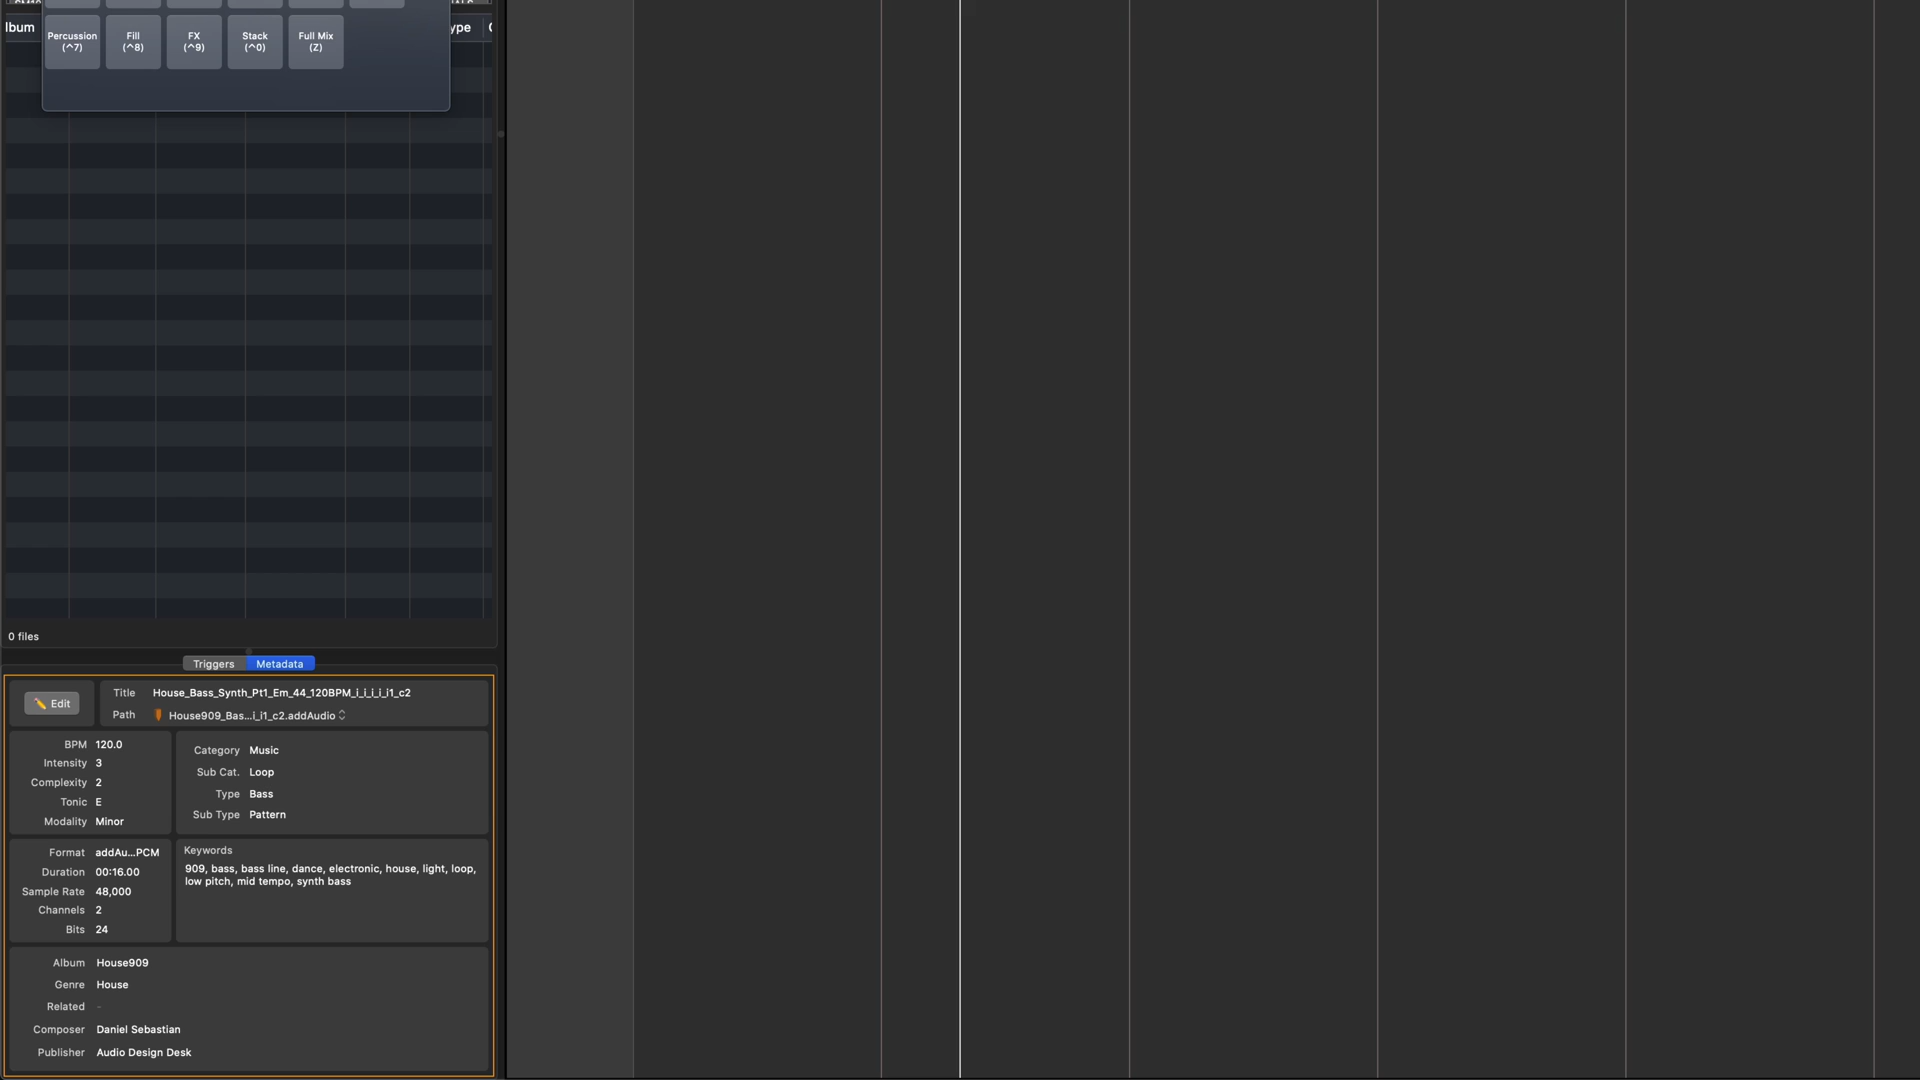 lbum
ype
Percussion
(^7)
Fill
(^8)
FX
(^9)
Stack
(^0)
Full Mix
(Z)
0 files
Triggers
Metadata
Edit
Title House_Bass_Synth_Pt1_Em_44_120BPM_i_i_i_i_i1_c2
Path House909_Bas...i_i1_c2.addAudio
BPM 120.0
Intensity 3
Complexity 2
Tonic E
Modality Minor
Category Music
Sub Cat. Loop
Type Bass
Sub Type Pattern
Format addAu...PCM
Duration 00:16.00
Sample Rate 48,000
Channels 2
Bits 24
Keywords
909, bass, bass line, dance, electronic, house, light, loop,
low pitch, mid tempo, synth bass
Album House909
Genre House
Related -
Composer Daniel Sebastian
Publisher Audio Design Desk